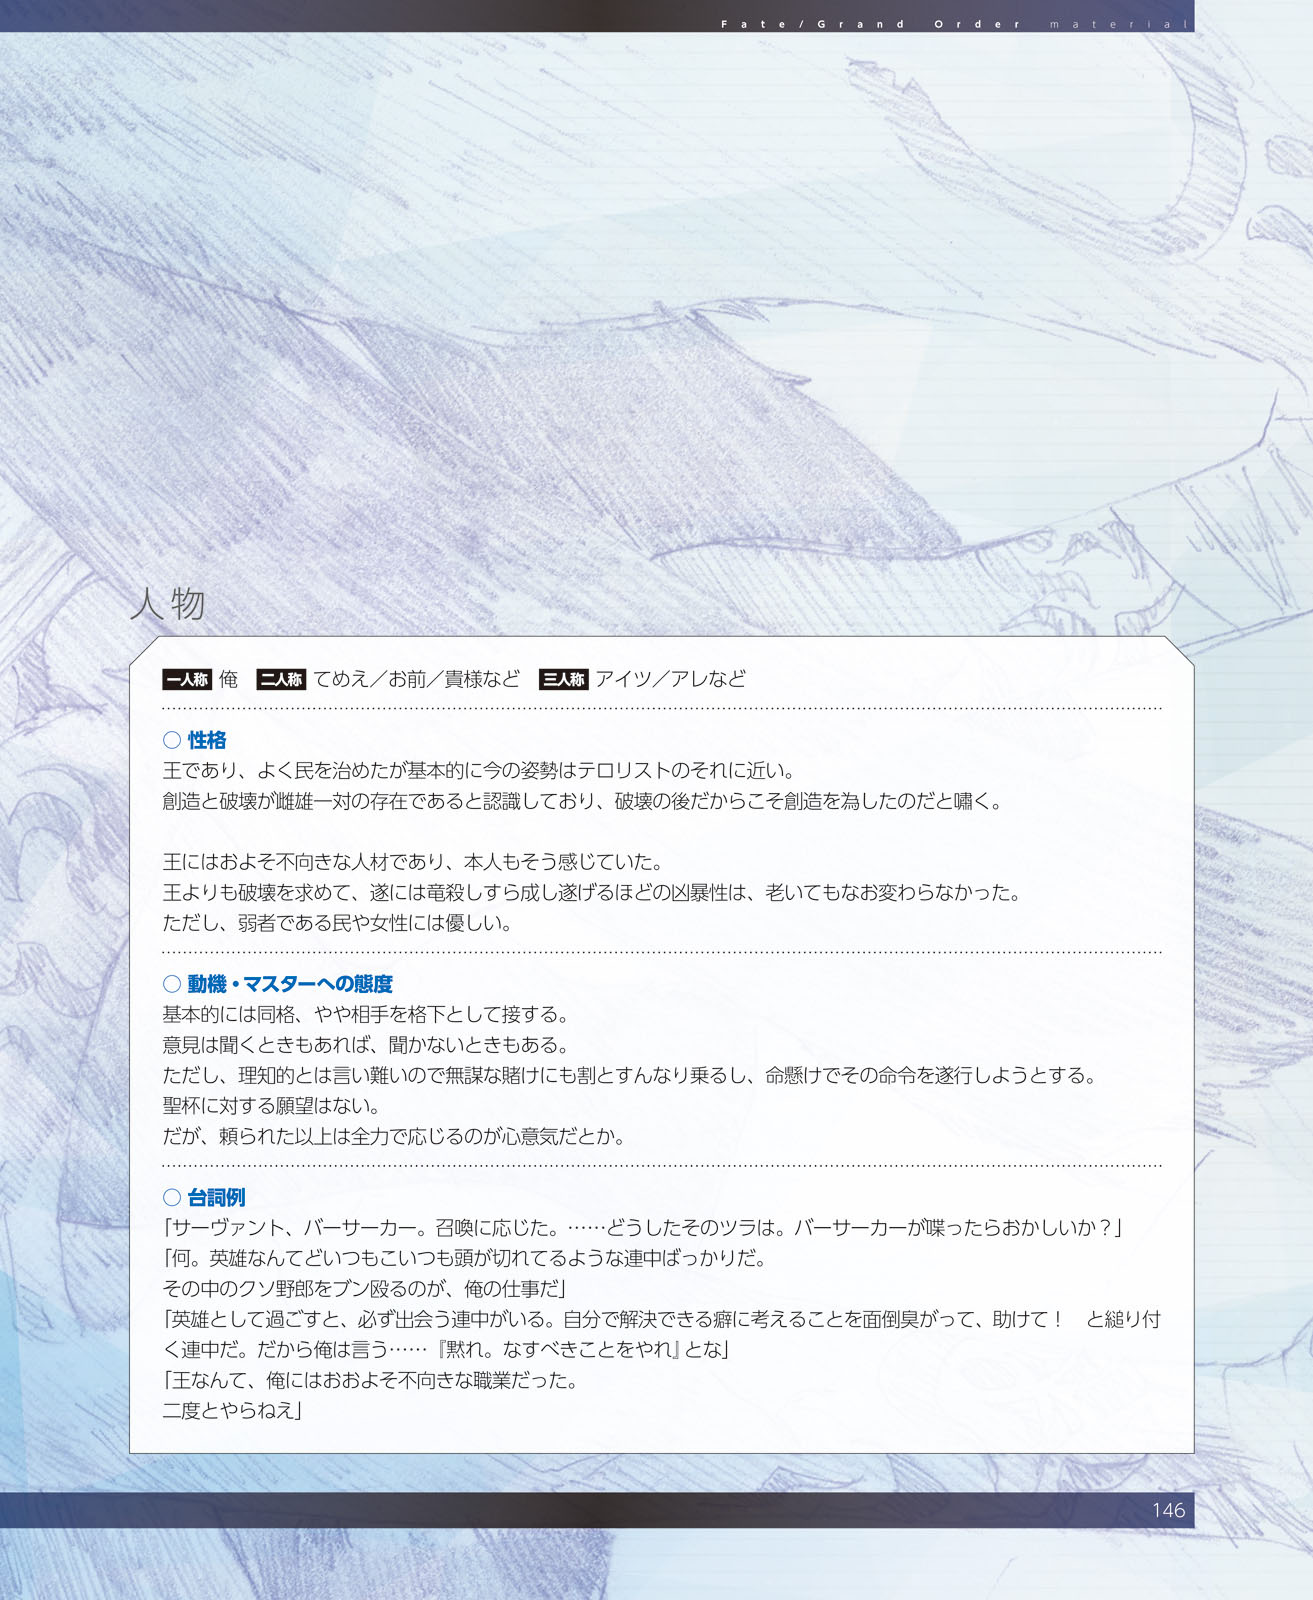 Fate/Grand Order material
人物
一人称 俺 二人称 てめえ／お前／貴様など 三人称 アイツ／アレなど
○ 性格
王であり、よく民を治めたが基本的に今の姿勢はテロリストのそれに近い。
創造と破壊が雌雄一対の存在であると認識しており、破壊の後だからこそ創造を為したのだと嘯く。
王にはおよそ不向きな人材であり、本人もそう感じていた。
王よりも破壊を求めて、遂には竜殺しすら成し遂げるほどの凶暴性は、老いてもなお変わらなかった。
ただし、弱者である民や女性には優しい。
○ 動機・マスターへの態度
基本的には同格、やや相手を格下として接する。
意見は聞くときもあれば、聞かないときもある。
ただし、理知的とは言い難いので無謀な賭けにも割とすんなり乗るし、命懸けでその命令を遂行しようとする。
聖杯に対する願望はない。
だが、頼られた以上は全力で応じるのが心意気だとか。
○ 台詞例
「サーヴァント、バーサーカー。召喚に応じた。……どうしたそのツラは。バーサーカーが喋ったらおかしいか？」
「何。英雄なんてどいつもこいつも頭が切れてるような連中ばっかりだ。
その中のクソ野郎をブン殴るのが、俺の仕事だ」
「英雄として過ごすと、必ず出会う連中がいる。自分で解決できる癖に考えることを面倒臭がって、助けて！　と縋り付
く連中だ。だから俺は言う……『黙れ。なすべきことをやれ』とな」
「王なんて、俺にはおおよそ不向きな職業だった。
二度とやらねえ」
146